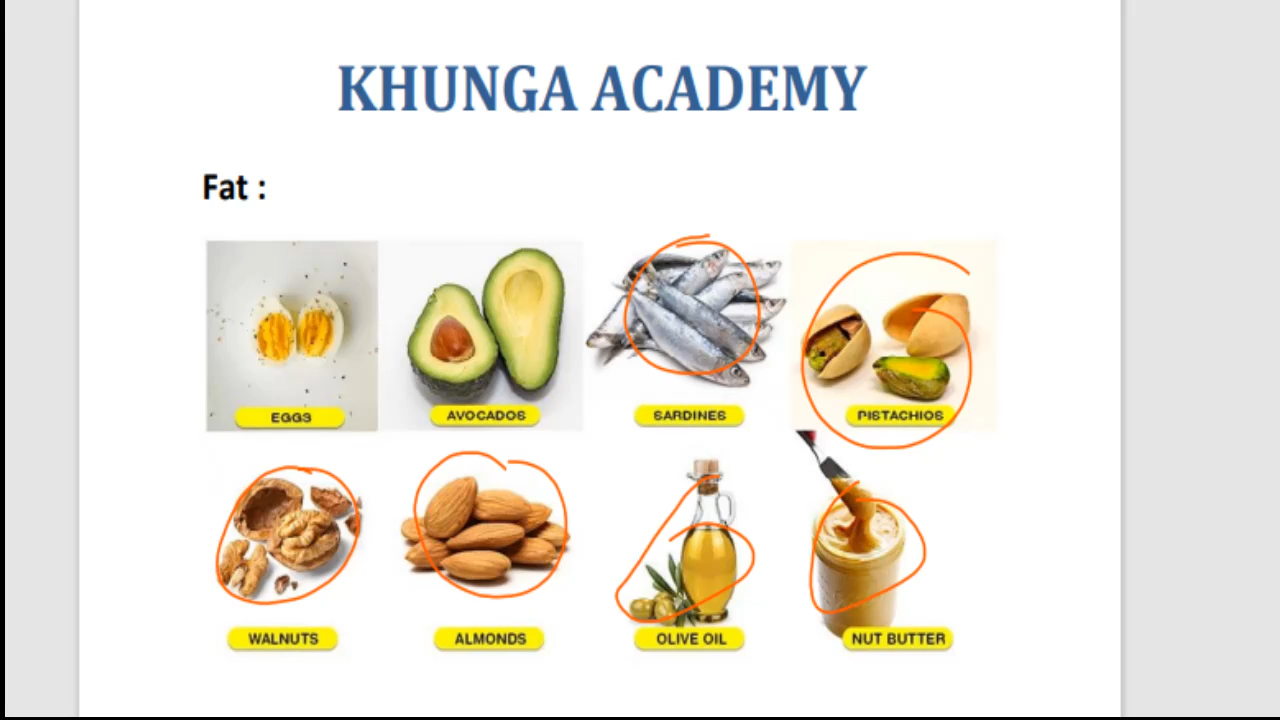 KHUNGA ACADEMY
Fat :
EGGS
AVOCADOS
SARDINES
PISTACHIOS
WALNUTS
ALMONDS
OLIVE OIL
NUT BUTTER